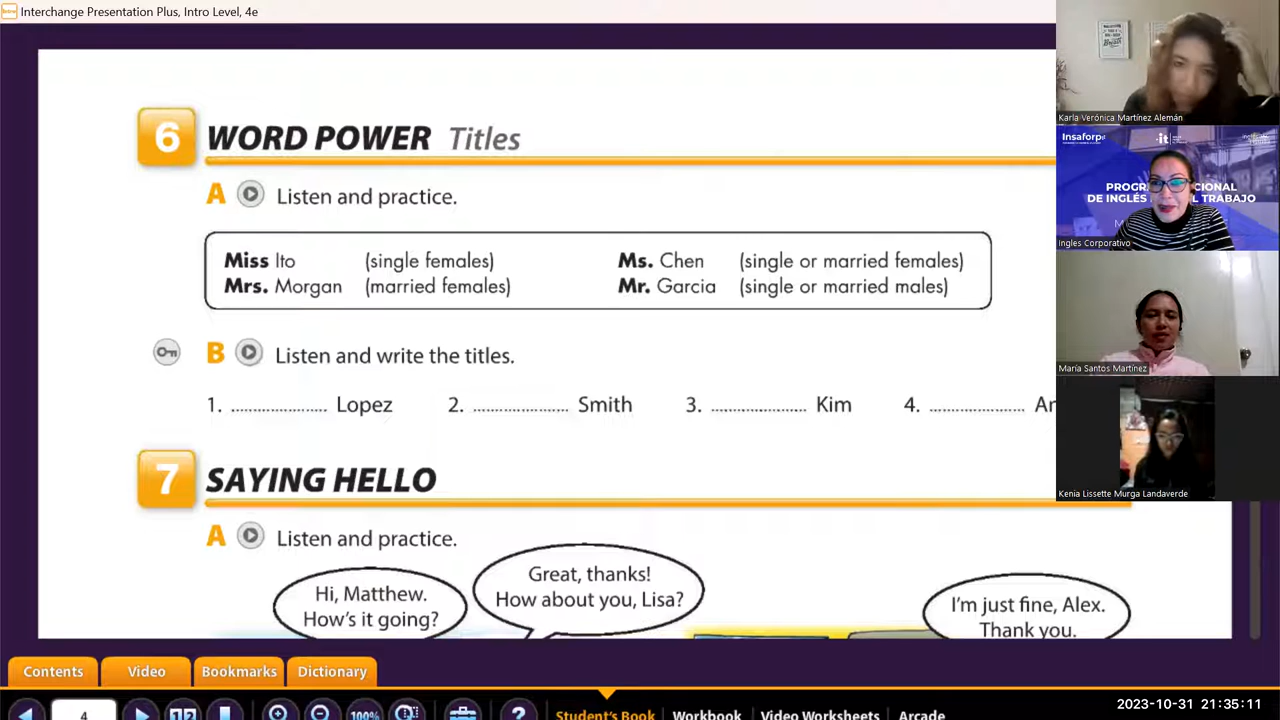 Interchange Presentation Plus, Intro Level, 4e
6 WORD POWER Titles
A Listen and practice.
Miss Ito (single females) Ms. Chen (single or married females)
Mrs. Morgan (married females) Mr. Garcia (single or married males)
B Listen and write the titles.
1. .................... Lopez 2. .................... Smith 3. .................... Kim 4. .................... Ar
7 SAYING HELLO
A Listen and practice.
Hi, Matthew.
How's it going?
Great, thanks!
How about you, Lisa?
I'm just fine, Alex.
Thank you.
Karla Verónica Martínez Alemán
Insaforp
PROGR CIONAL
DE INGLÉS L TRABAJO
Ingles Corporativo
María Santos Martínez
Kenia Lissette Murga Landaverde
Contents Video Bookmarks Dictionary
4 100% ? Student's Book Workbook Video Worksheets Arcade
2023-10-31 21:35:11